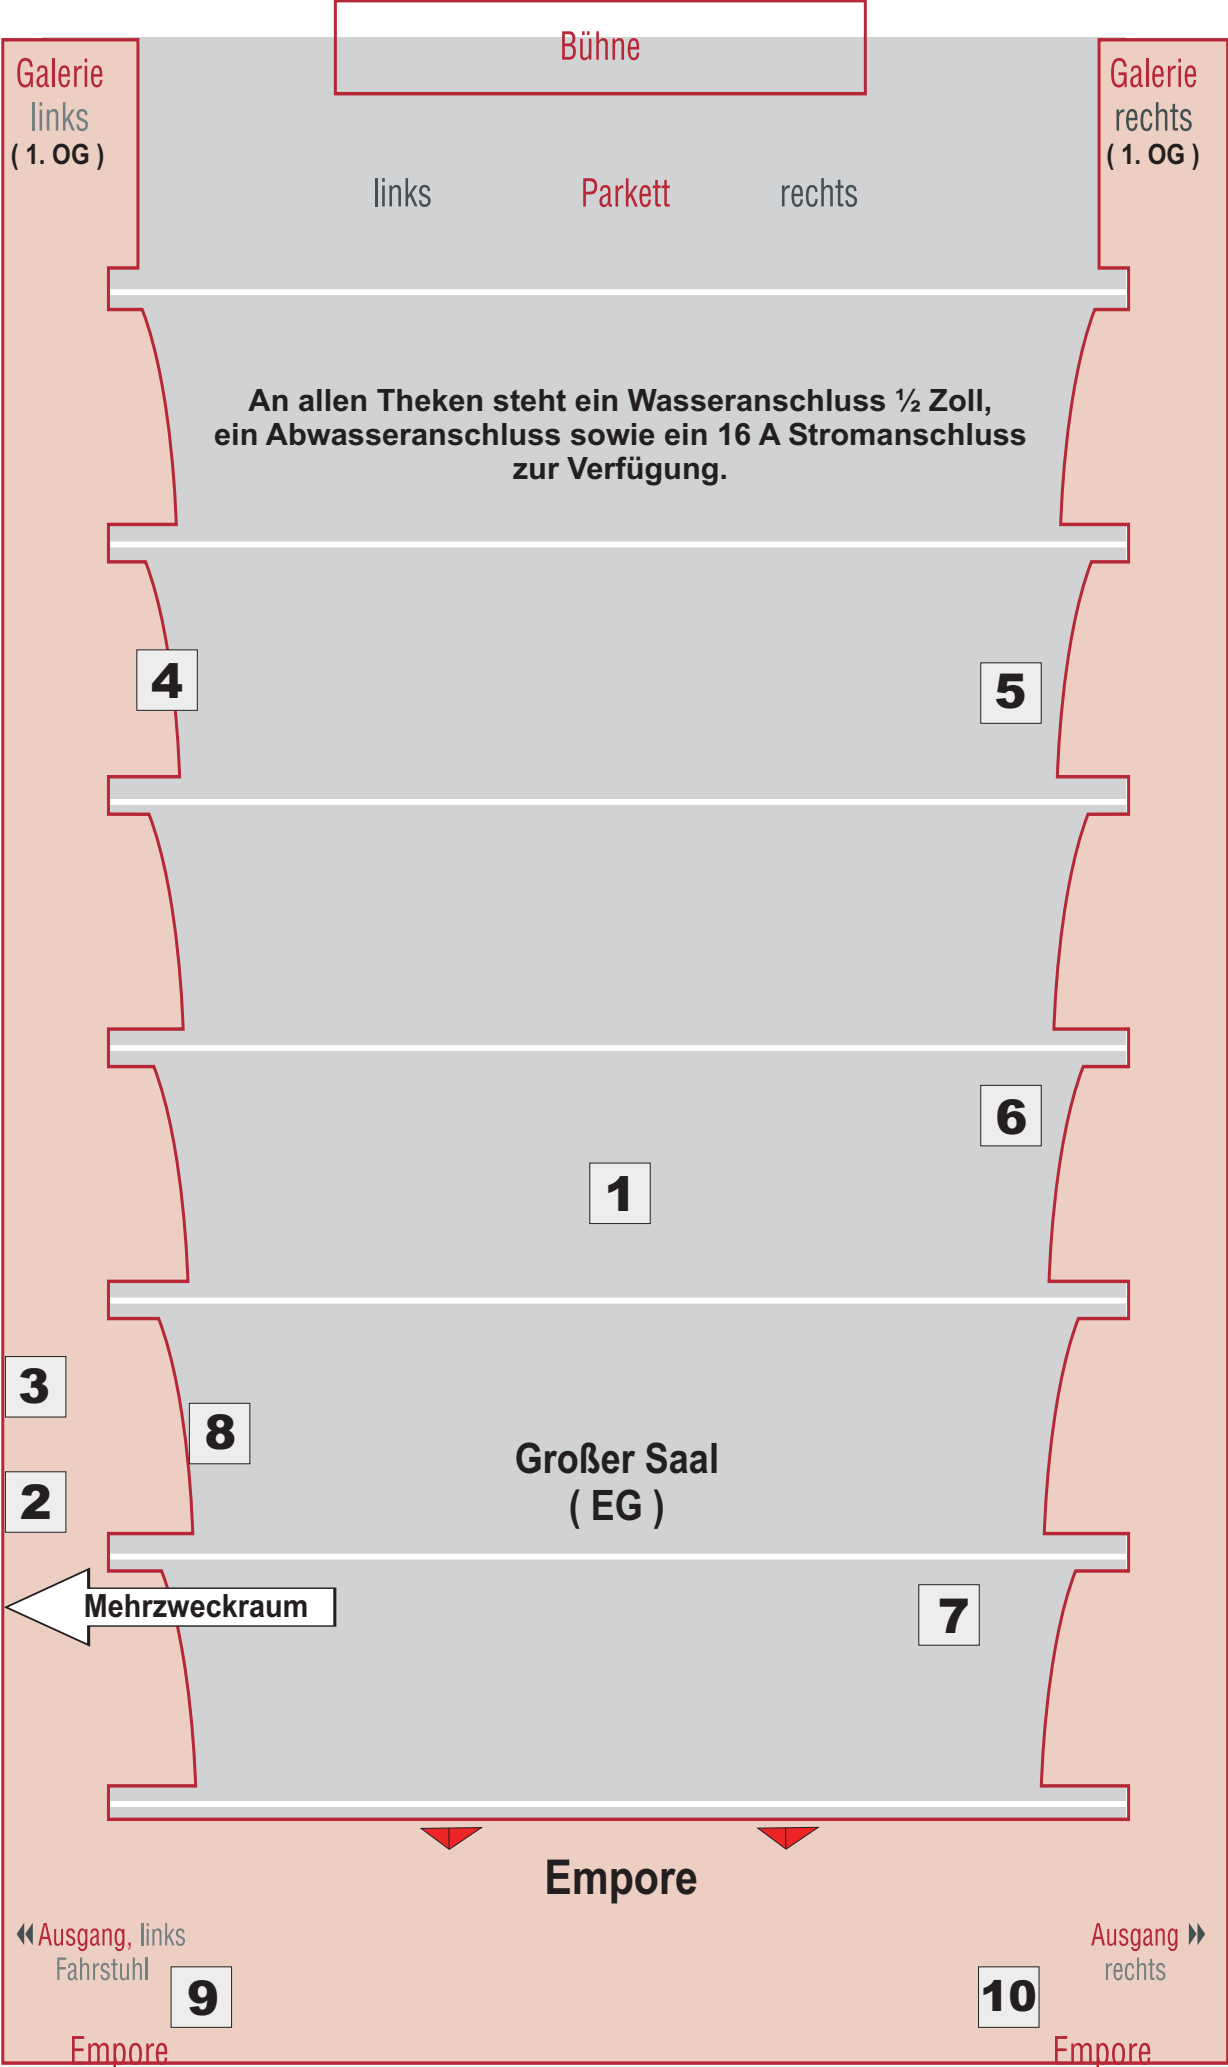 Bühne
Galerie
links
( 1. OG )
Galerie
rechts
( 1. OG )
links Parkett rechts
An allen Theken steht ein Wasseranschluss ½ Zoll,
ein Abwasseranschluss sowie ein 16 A Stromanschluss
zur Verfügung.
4
5
6
1
3
8
Großer Saal
( EG )
2
Mehrzweckraum
7
Empore
Ausgang, links
Fahrstuhl
Ausgang
rechts
9
10
Empore
Empore